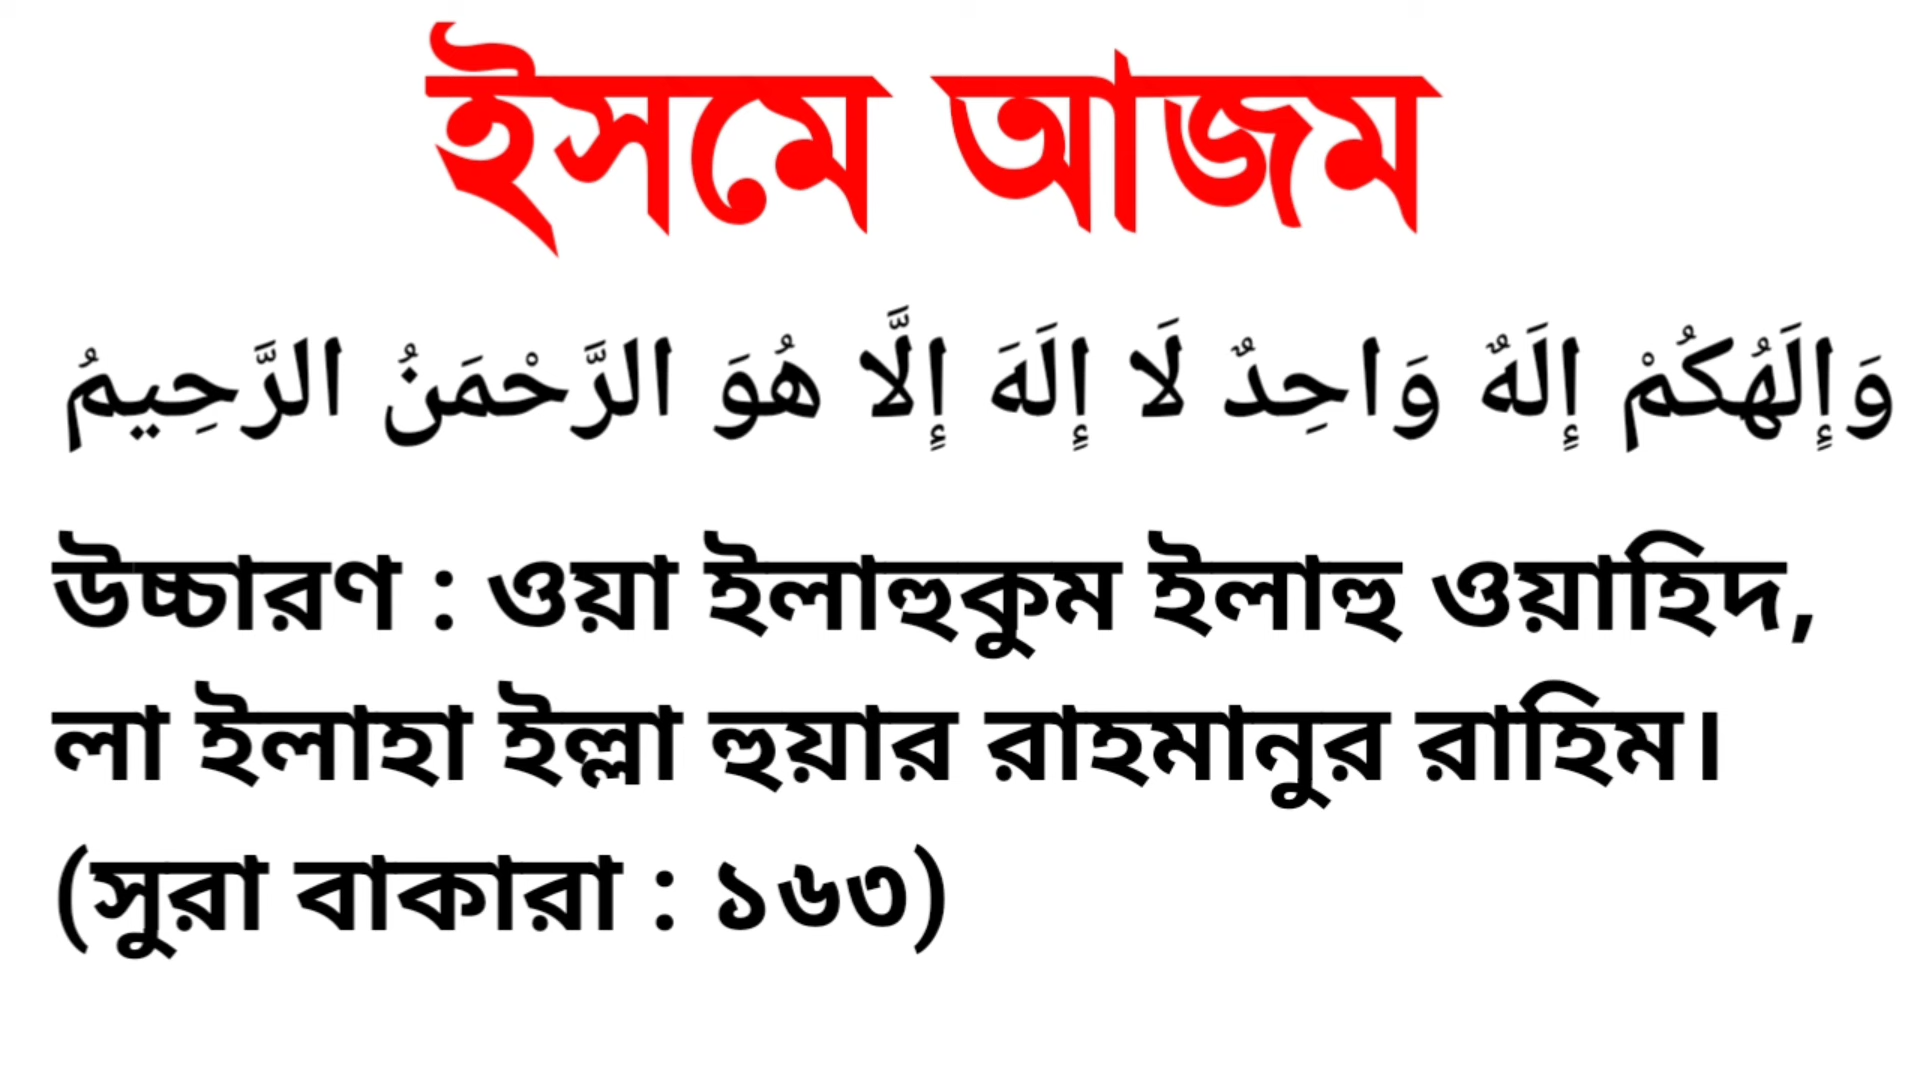 ইসমে আজম
وَإِلَهُكُمْ إِلَهٌ وَاحِدٌ لَا إِلَهَ إِلَّا هُوَ الرَّحْمَنُ الرَّحِيمُ
উচ্চারণ : ওয়া ইলাহুকুম ইলাহু ওয়াহিদ,
লা ইলাহা ইল্লা হুয়ার রাহমানুর রাহিম।
(সুরা বাকারা : ১৬৩)